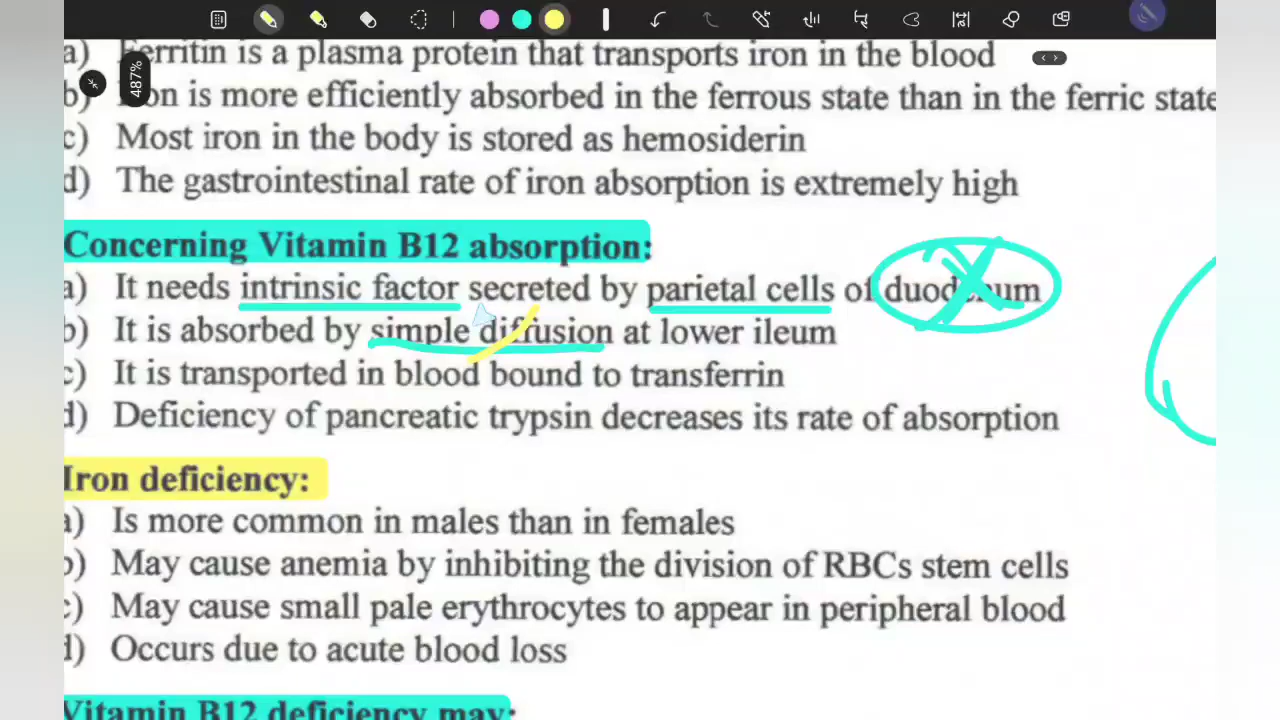 487%
a) Ferritin is a plasma protein that transports iron in the blood
b) Iron is more efficiently absorbed in the ferrous state than in the ferric state
c) Most iron in the body is stored as hemosiderin
d) The gastrointestinal rate of iron absorption is extremely high
Concerning Vitamin B12 absorption:
a) It needs intrinsic factor secreted by parietal cells of duodenum
b) It is absorbed by simple diffusion at lower ileum
c) It is transported in blood bound to transferrin
d) Deficiency of pancreatic trypsin decreases its rate of absorption
Iron deficiency:
a) Is more common in males than in females
b) May cause anemia by inhibiting the division of RBCs stem cells
c) May cause small pale erythrocytes to appear in peripheral blood
d) Occurs due to acute blood loss
Vitamin B12 deficiency may: